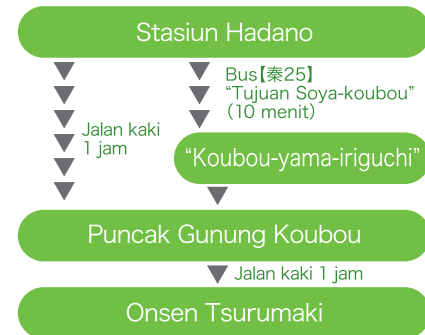 Stasiun Hadano
Bus【秦25】
“Tujuan Soya-koubou”
（10 menit）
Jalan kaki
1 jam
“Koubou-yama-iriguchi”
Puncak Gunung Koubou
Jalan kaki 1 jam
Onsen Tsurumaki